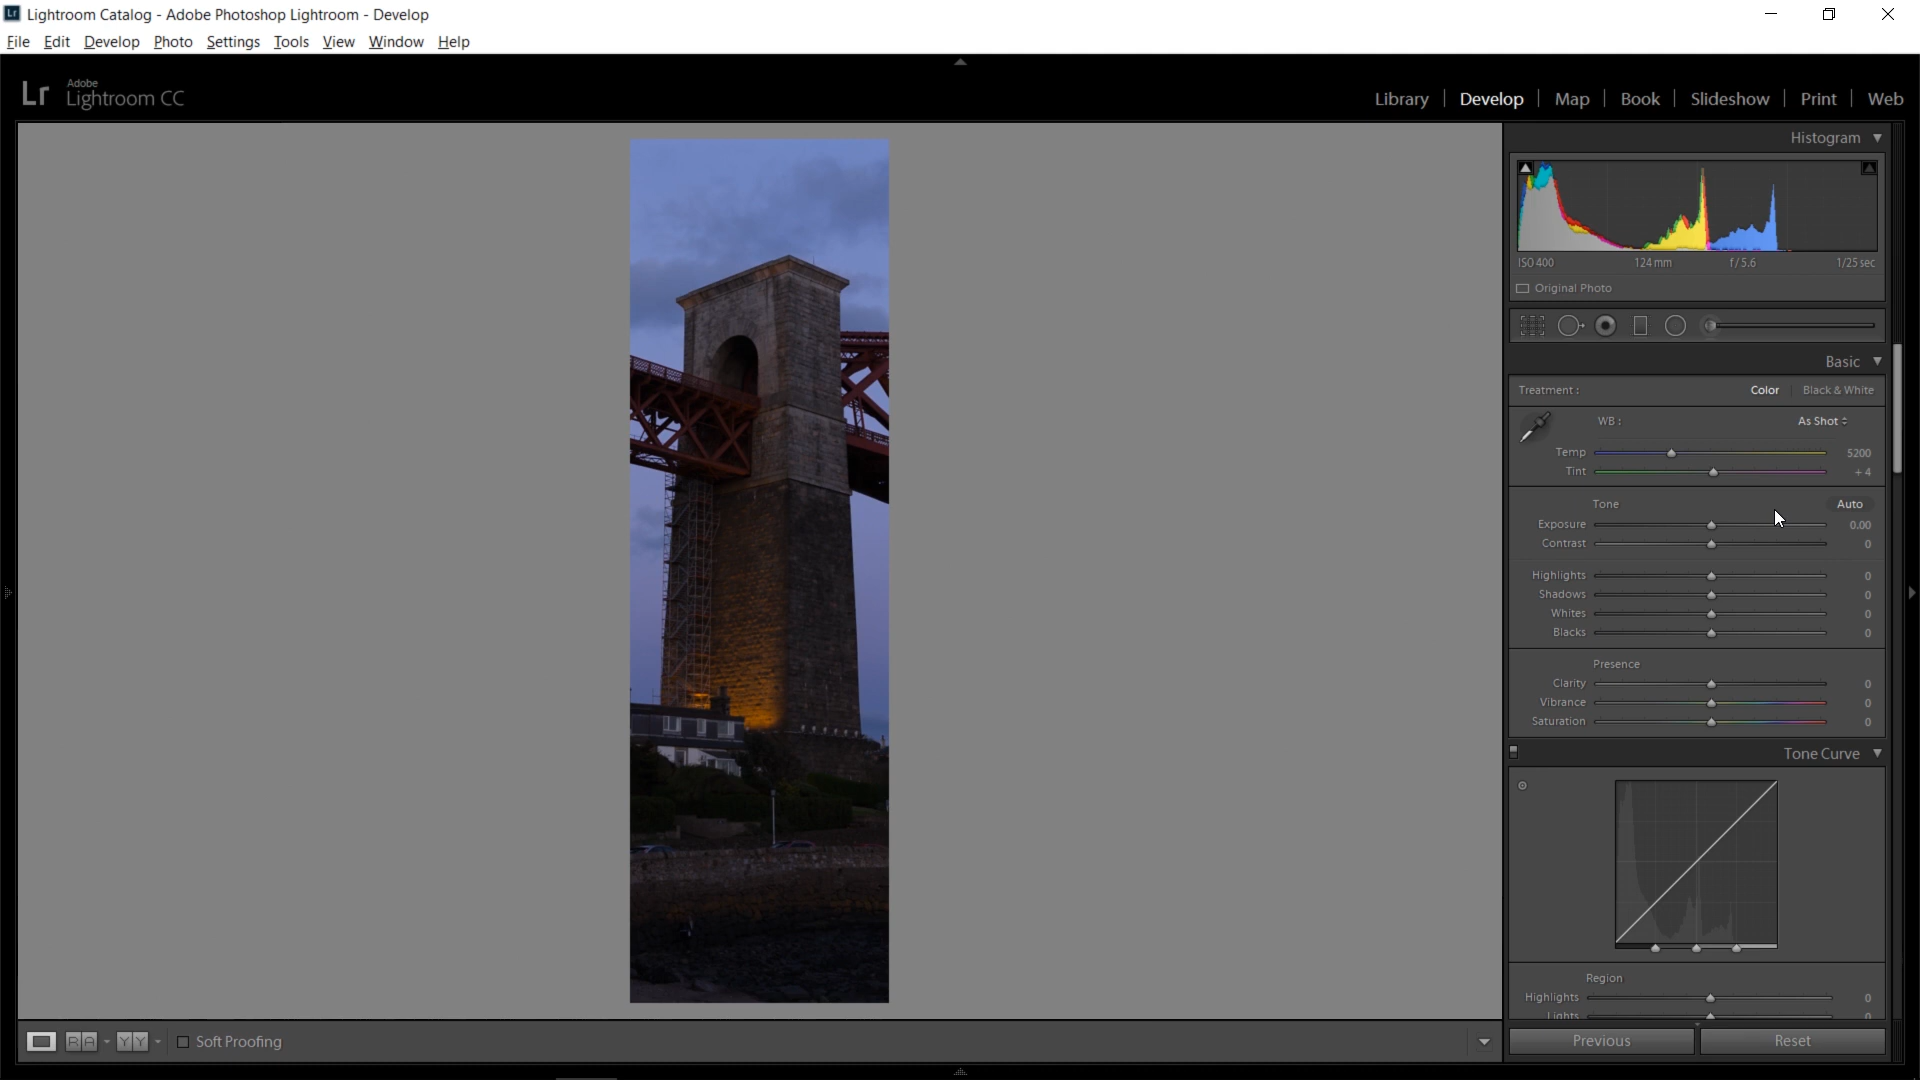 Lr Lightroom Catalog - Adobe Photoshop Lightroom - Develop
File Edit Develop Photo Settings Tools View Window Help
Lr Adobe Lightroom CC
Library | Develop | Map | Book | Slideshow | Print | Web
Histogram
ISO 400 124 mm f / 5.6 1/25 sec
Original Photo
Basic
Treatment : Color | Black & White
WB : As Shot
Temp 5200
Tint + 4
Tone Auto
Exposure 0.00
Contrast 0
Highlights 0
Shadows 0
Whites 0
Blacks 0
Presence
Clarity 0
Vibrance 0
Saturation 0
Tone Curve
Region
Highlights 0
Lights 0
R A Y Y Soft Proofing
Previous Reset